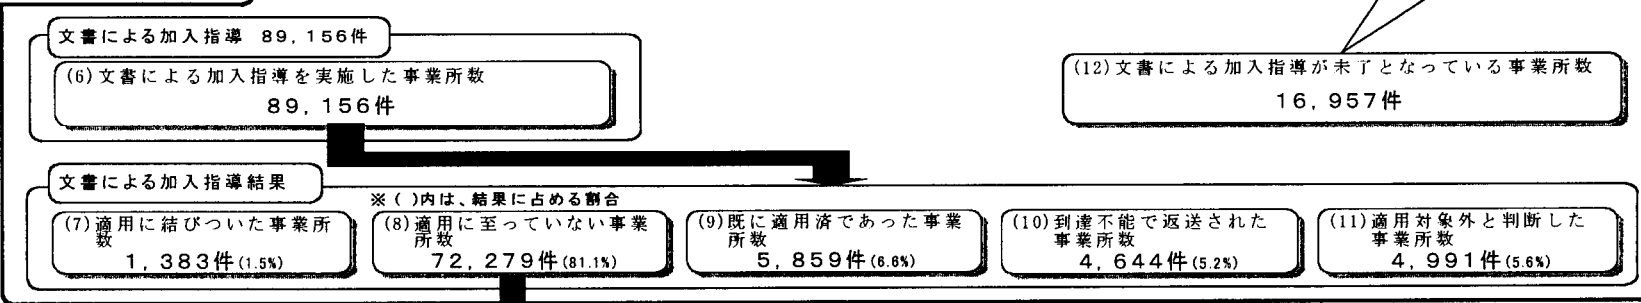 文書による加入指導 89,156件
(6)文書による加入指導を実施した事業所数
89,156件
(12)文書による加入指導が未了となっている事業所数
16,957件
文書による加入指導結果
※( )内は、結果に占める割合
(7)適用に結びついた事業所
数
1,383件(1.5%)
(8)適用に至っていない事業
所数
72,279件(81.1%)
(9)既に適用済であった事業
所数
5,859件(6.6%)
(10)到達不能で返送された
事業所数
4,644件(5.2%)
(11)適用対象外と判断した
事業所数
4,991件(5.6%)